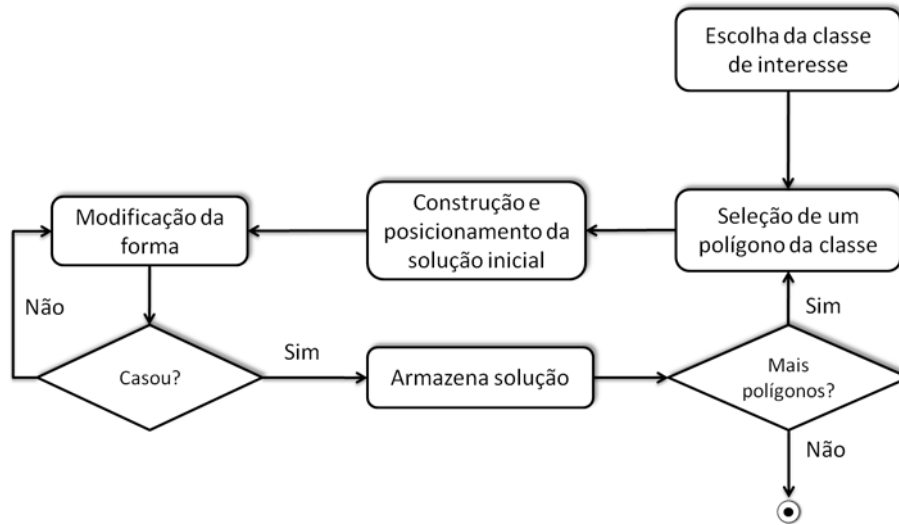 Escolha da classe
de interesse
Seleção de um
polígono da classe
Construção e
posicionamento da
solução inicial
Modificação da
forma
Não
Casou?
Sim
Armazena solução
Mais
polígonos?
Sim
Não